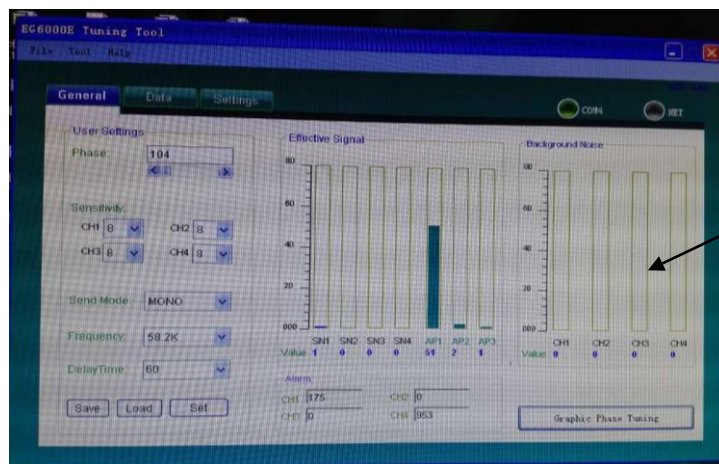 EG6000E Tuning Tool
File Tool Help
General Data Settings
COM4 NET
User Settings
Phase: 104
Sensitivity:
CH1 8 CH2 8
CH3 8 CH4 8
Send Mode: MONO
Frequency: 58.2K
DelayTime: 60
Save Load Set
Effective Signal
80
60
40
20
000
SN1 SN2 SN3 SN4 AP1 AP2 AP3
Value 1 0 0 0 51 2 1
Alarm
CH1 175 CH2 0
CH3 0 CH4 953
Background Noise
80
60
40
20
000
CH1 CH2 CH3 CH4
Value 0 0 0 0
Graphic Phase Tuning